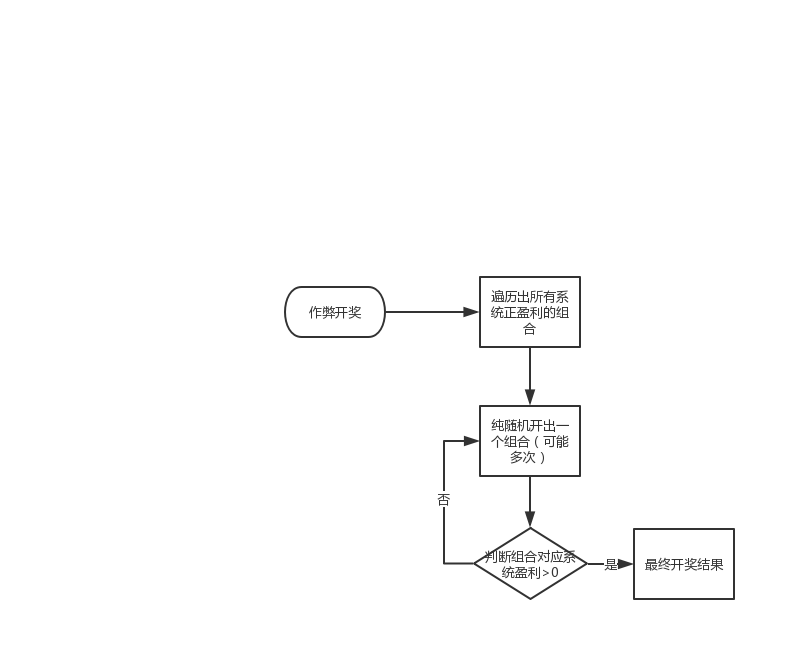 作弊开奖
遍历出所有系
统正盈利的组
合
纯随机开出一
个组合（可能
多次）
否
判断组合对应系
统盈利>0
是
最终开奖结果